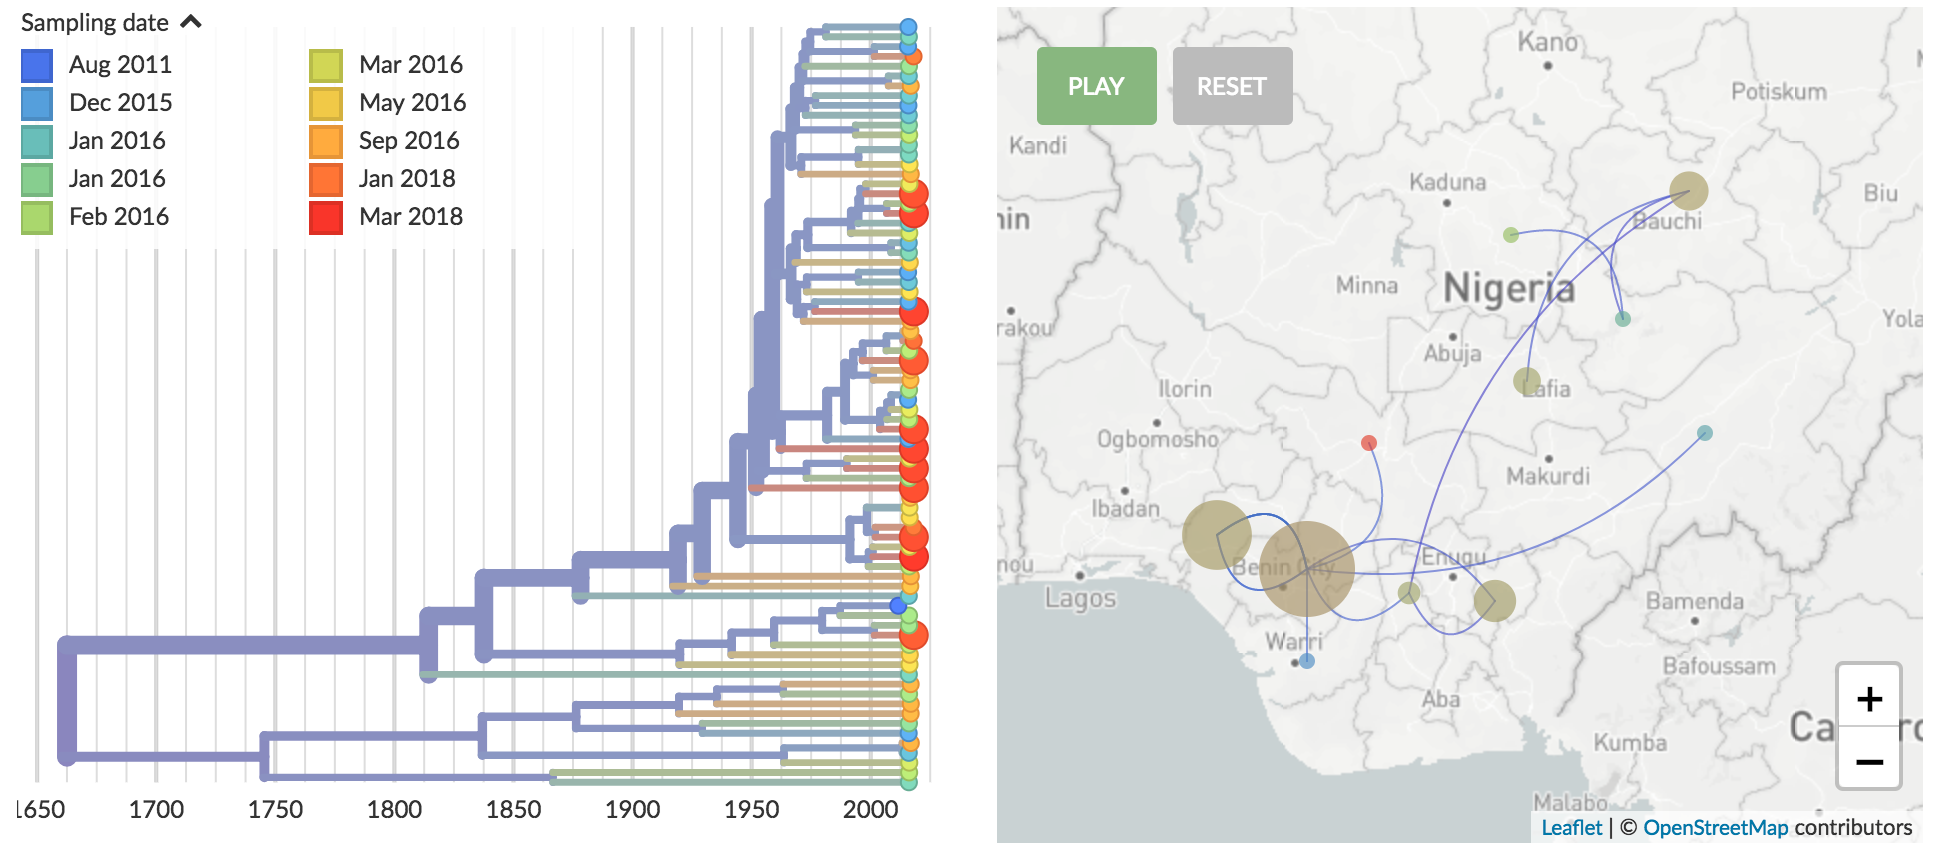 Sampling date
Aug 2011
Dec 2015
Jan 2016
Jan 2016
Feb 2016
Mar 2016
May 2016
Sep 2016
Jan 2018
Mar 2018
1650 1700 1750 1800 1850 1900 1950 2000
PLAY RESET
Kano
Potiskum
Kandi
Kaduna
Biu
nin
Bauchi
Minna
Nigeria
rakou
Yola
Abuja
Ilorin
Lafia
Ogbomosho
Makurdi
Ibadan
Enugu
nou
Benin City
Lagos
Bamenda
Warri
Bafoussam
Aba
+
Ca
ro
Kumba
−
Malabo
Leaflet | © OpenStreetMap contributors